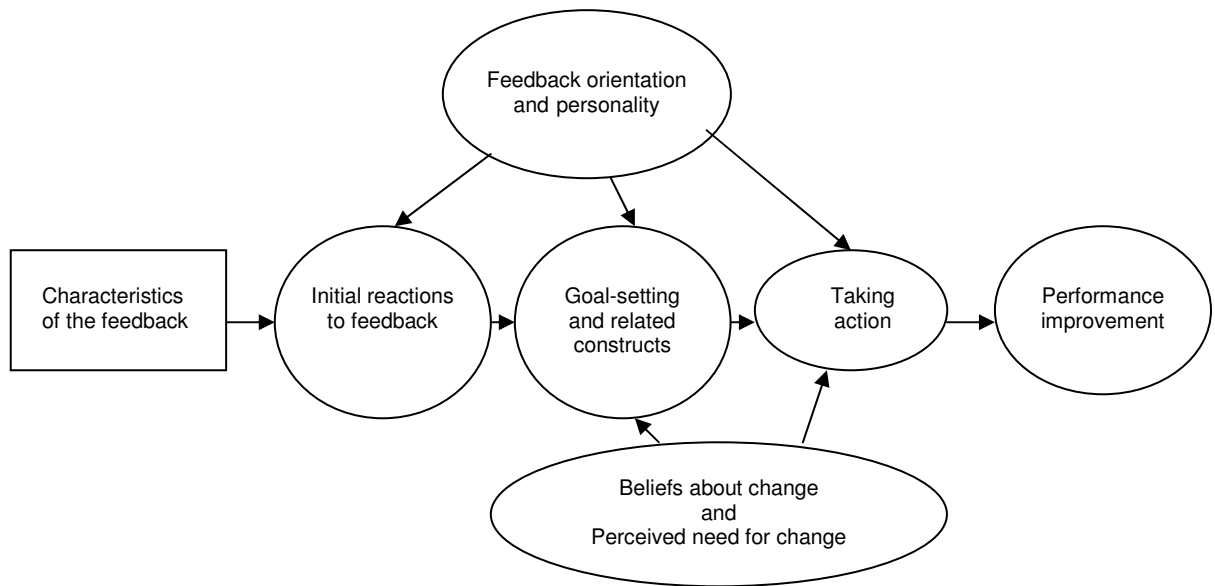 Feedback orientation
and personality
Characteristics
of the feedback
Initial reactions
to feedback
Goal-setting
and related
constructs
Taking
action
Performance
improvement
Beliefs about change
and
Perceived need for change